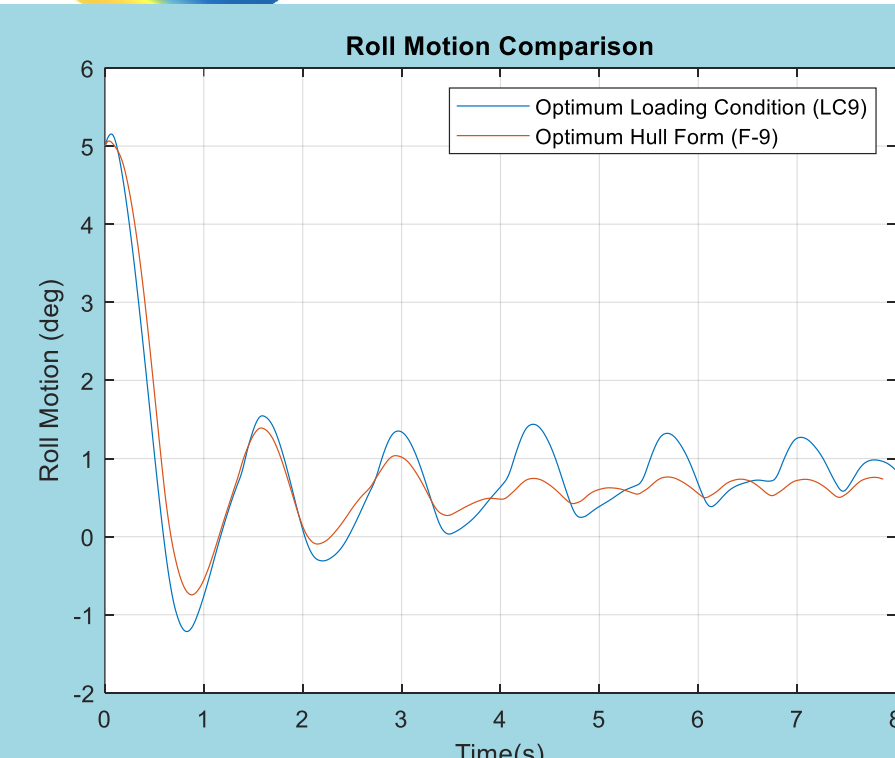 Roll Motion Comparison
6
Optimum Loading Condition (LC9)
Optimum Hull Form (F-9)
5
4
3
2
1
0
-1
-2
Roll Motion (deg)
0 1 2 3 4 5 6 7 8
Time(s)